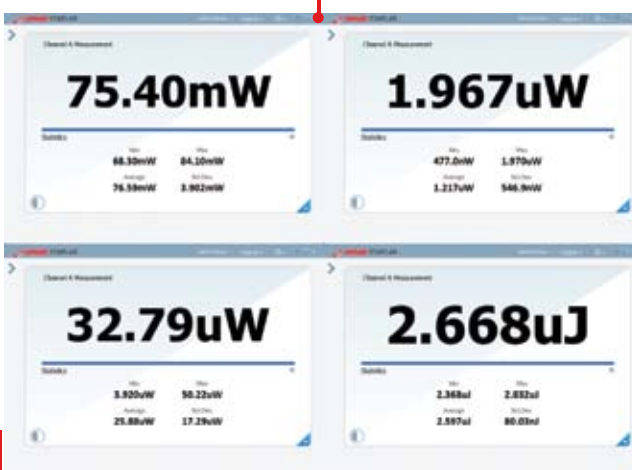 Channel A Measurement
75.40mW
Statistics
Min Max
68.30mW 84.10mW
Average Std.Dev.
76.59mW 3.902mW
Channel A Measurement
1.967uW
Statistics
Min Max
477.0nW 1.970uW
Average Std.Dev.
1.217uW 546.9nW
Channel A Measurement
32.79uW
Statistics
Min Max
3.920uW 50.22uW
Average Std.Dev.
25.88uW 17.29uW
Channel A Measurement
2.668uJ
Statistics
Min Max
2.368uJ 2.832uJ
Average Std.Dev.
2.597uJ 80.03nJ